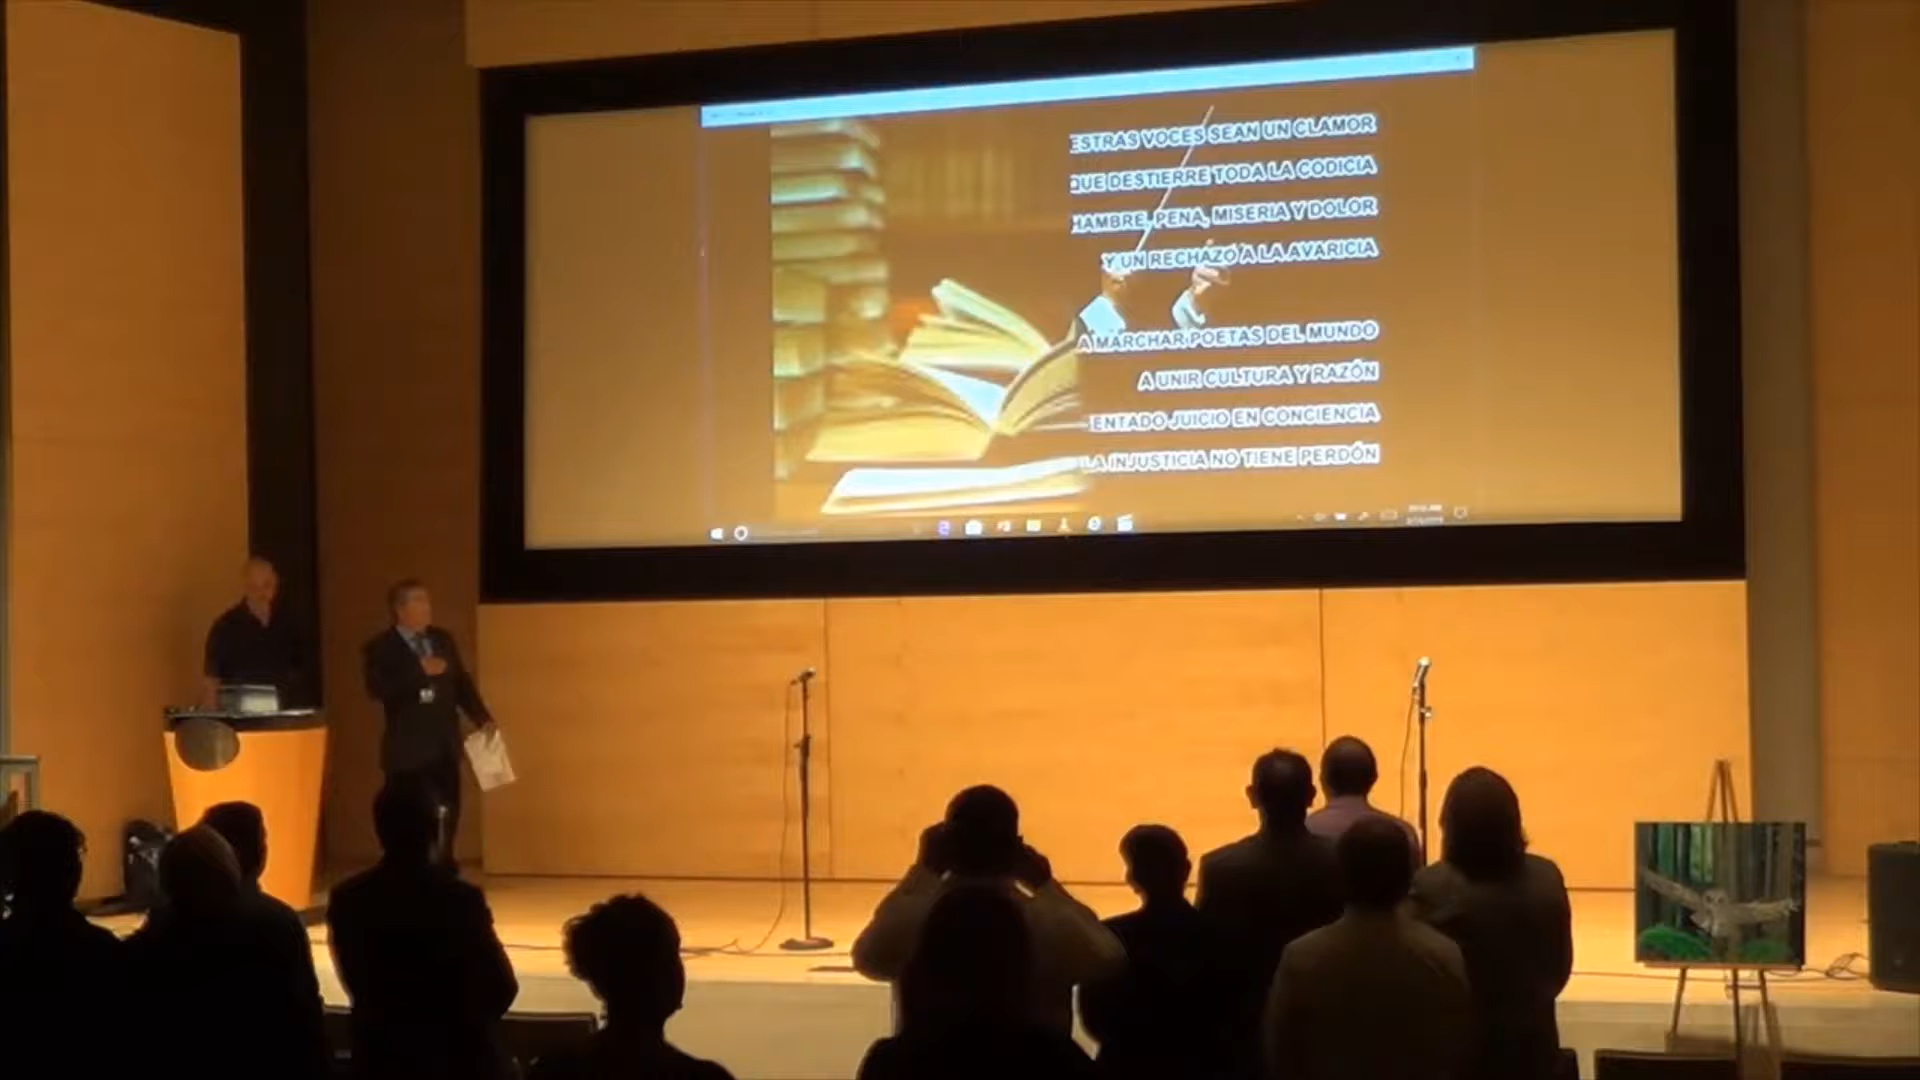 ESTRAS VOCES SEAN UN CLAMOR
QUE DESTIERRE TODA LA CODICIA
HAMBRE, PENA, MISERIA Y DOLOR
Y UN RECHAZO A LA AVARICIA
A MARCHAR POETAS DEL MUNDO
A UNIR CULTURA Y RAZÓN
ENTADO JUICIO EN CONCIENCIA
LA INJUSTICIA NO TIENE PERDÓN